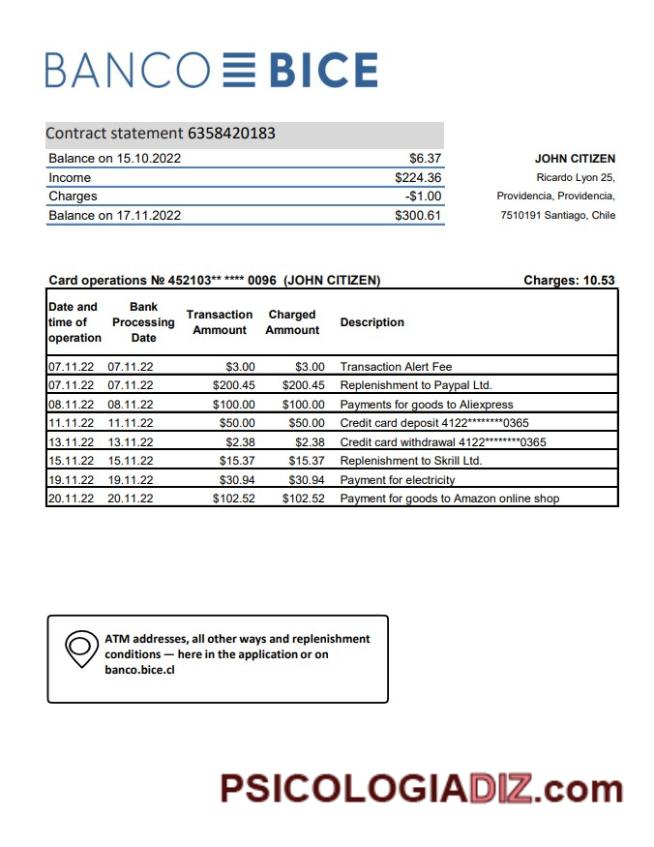 BANCO BICE
Contract statement 6358420183
Balance on 15.10.2022 $6.37
Income $224.36
Charges -$1.00
Balance on 17.11.2022 $300.61
JOHN CITIZEN
Ricardo Lyon 25,
Providencia, Providencia,
7510191 Santiago, Chile
Card operations № 452103** **** 0096 (JOHN CITIZEN) Charges: 10.53
Date and time of operation Bank Processing Date Transaction Amount Charged Amount Description
07.11.22 07.11.22 $3.00 $3.00 Transaction Alert Fee
07.11.22 07.11.22 $200.45 $200.45 Replenishment to Paypal Ltd.
08.11.22 08.11.22 $100.00 $100.00 Payments for goods to Aliexpress
11.11.22 11.11.22 $50.00 $50.00 Credit card deposit 4122********0365
13.11.22 13.11.22 $2.38 $2.38 Credit card withdrawal 4122********0365
15.11.22 15.11.22 $15.37 $15.37 Replenishment to Skrill Ltd.
19.11.22 19.11.22 $30.94 $30.94 Payment for electricity
20.11.22 20.11.22 $102.52 $102.52 Payment for goods to Amazon online shop
ATM addresses, all other ways and replenishment
conditions — here in the application or on
banco.bice.cl
PSICOLOGIADIZ.com